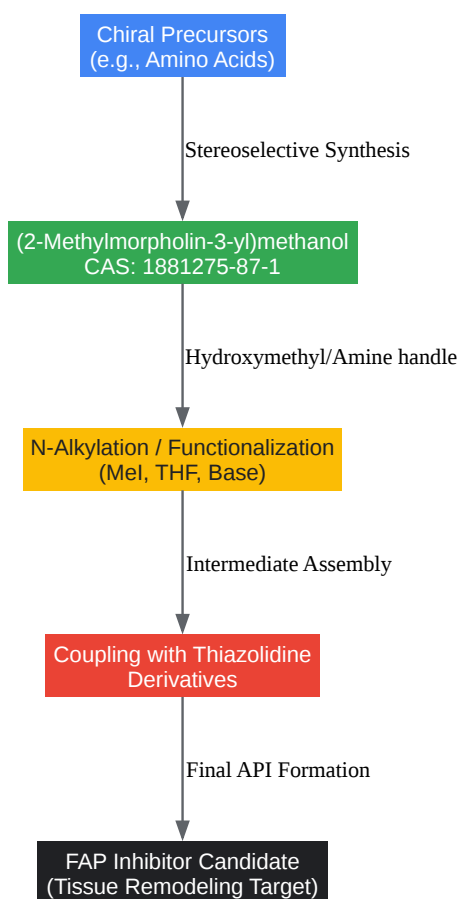 Chiral Precursors
(e.g., Amino Acids)
Stereoselective Synthesis
(2-Methylmorpholin-3-yl)methanol
CAS: 1881275-87-1
Hydroxymethyl/Amine handle
N-Alkylation / Functionalization
(MeI, THF, Base)
Intermediate Assembly
Coupling with Thiazolidine
Derivatives
Final API Formation
FAP Inhibitor Candidate
(Tissue Remodeling Target)